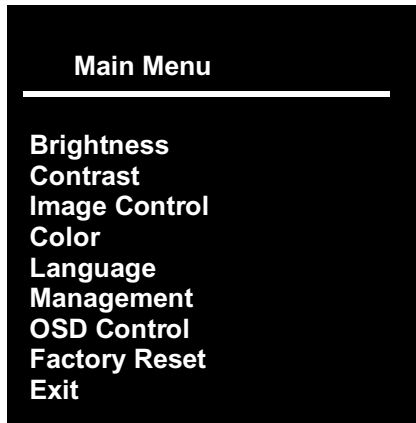 Main Menu
Brightness
Contrast
Image Control
Color
Language
Management
OSD Control
Factory Reset
Exit